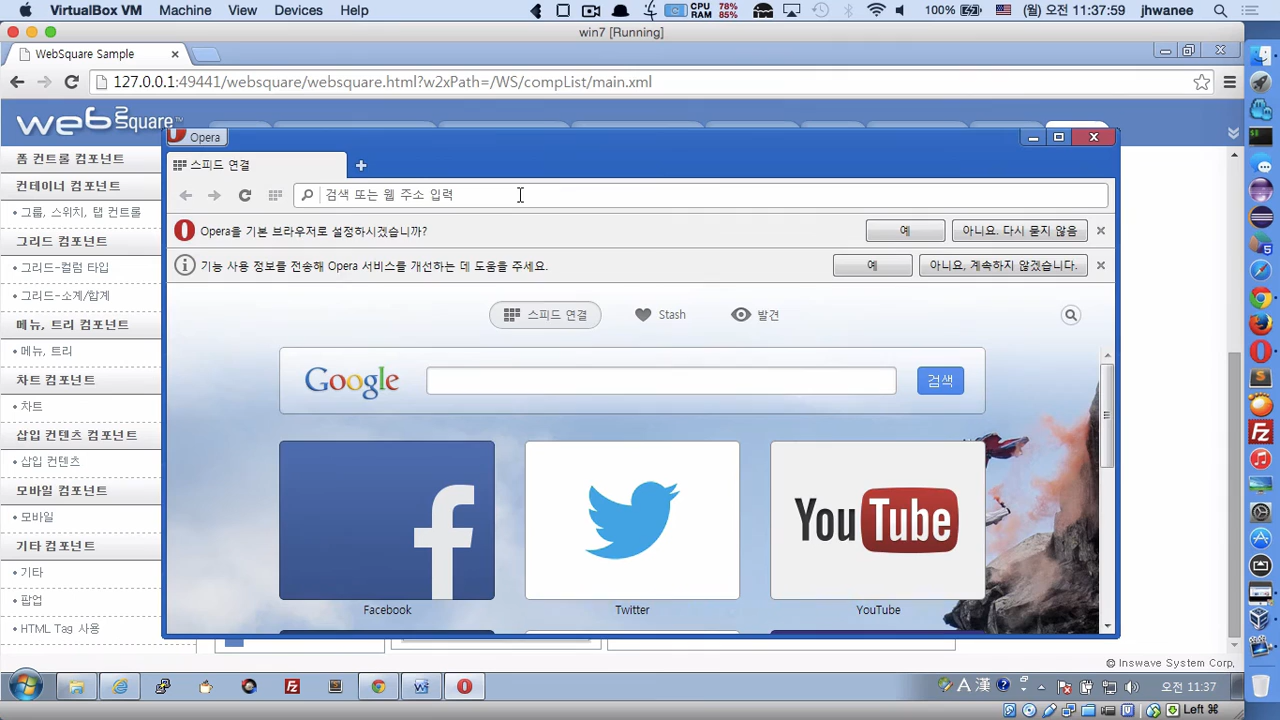 VirtualBox VM Machine View Devices Help CPU 78% RAM 85% 100% (월) 오전 11:37:59 jhwanee
win7 [Running]
WebSquare Sample
127.0.0.1:49441/websquare/websquare.html?w2xPath=/WS/cmpList/main.xml
web Square™
폼 컨트롤 컴포넌트
컨테이너 컴포넌트
그룹, 스위치, 탭 컨트롤
그리드 컴포넌트
그리드-컬럼 타입
그리드-소계/합계
메뉴, 트리 컴포넌트
메뉴, 트리
차트 컴포넌트
차트
삽입 컨텐츠 컴포넌트
삽입 컨텐츠
모바일 컴포넌트
모바일
기타 컴포넌트
기타
팝업
HTML Tag 사용
Opera
스피드 연결
검색 또는 웹 주소 입력
Opera을 기본 브라우저로 설정하시겠습니까? 예 아니요. 다시 묻지 않음
기능 사용 정보를 전송해 Opera 서비스를 개선하는 데 도움을 주세요. 예 아니요, 계속하지 않겠습니다.
스피드 연결 Stash 발견
Google 검색
You Tube
Facebook Twitter YouTube
© Inswave System Corp,
A 漢 오전 11:37
Left ⌘